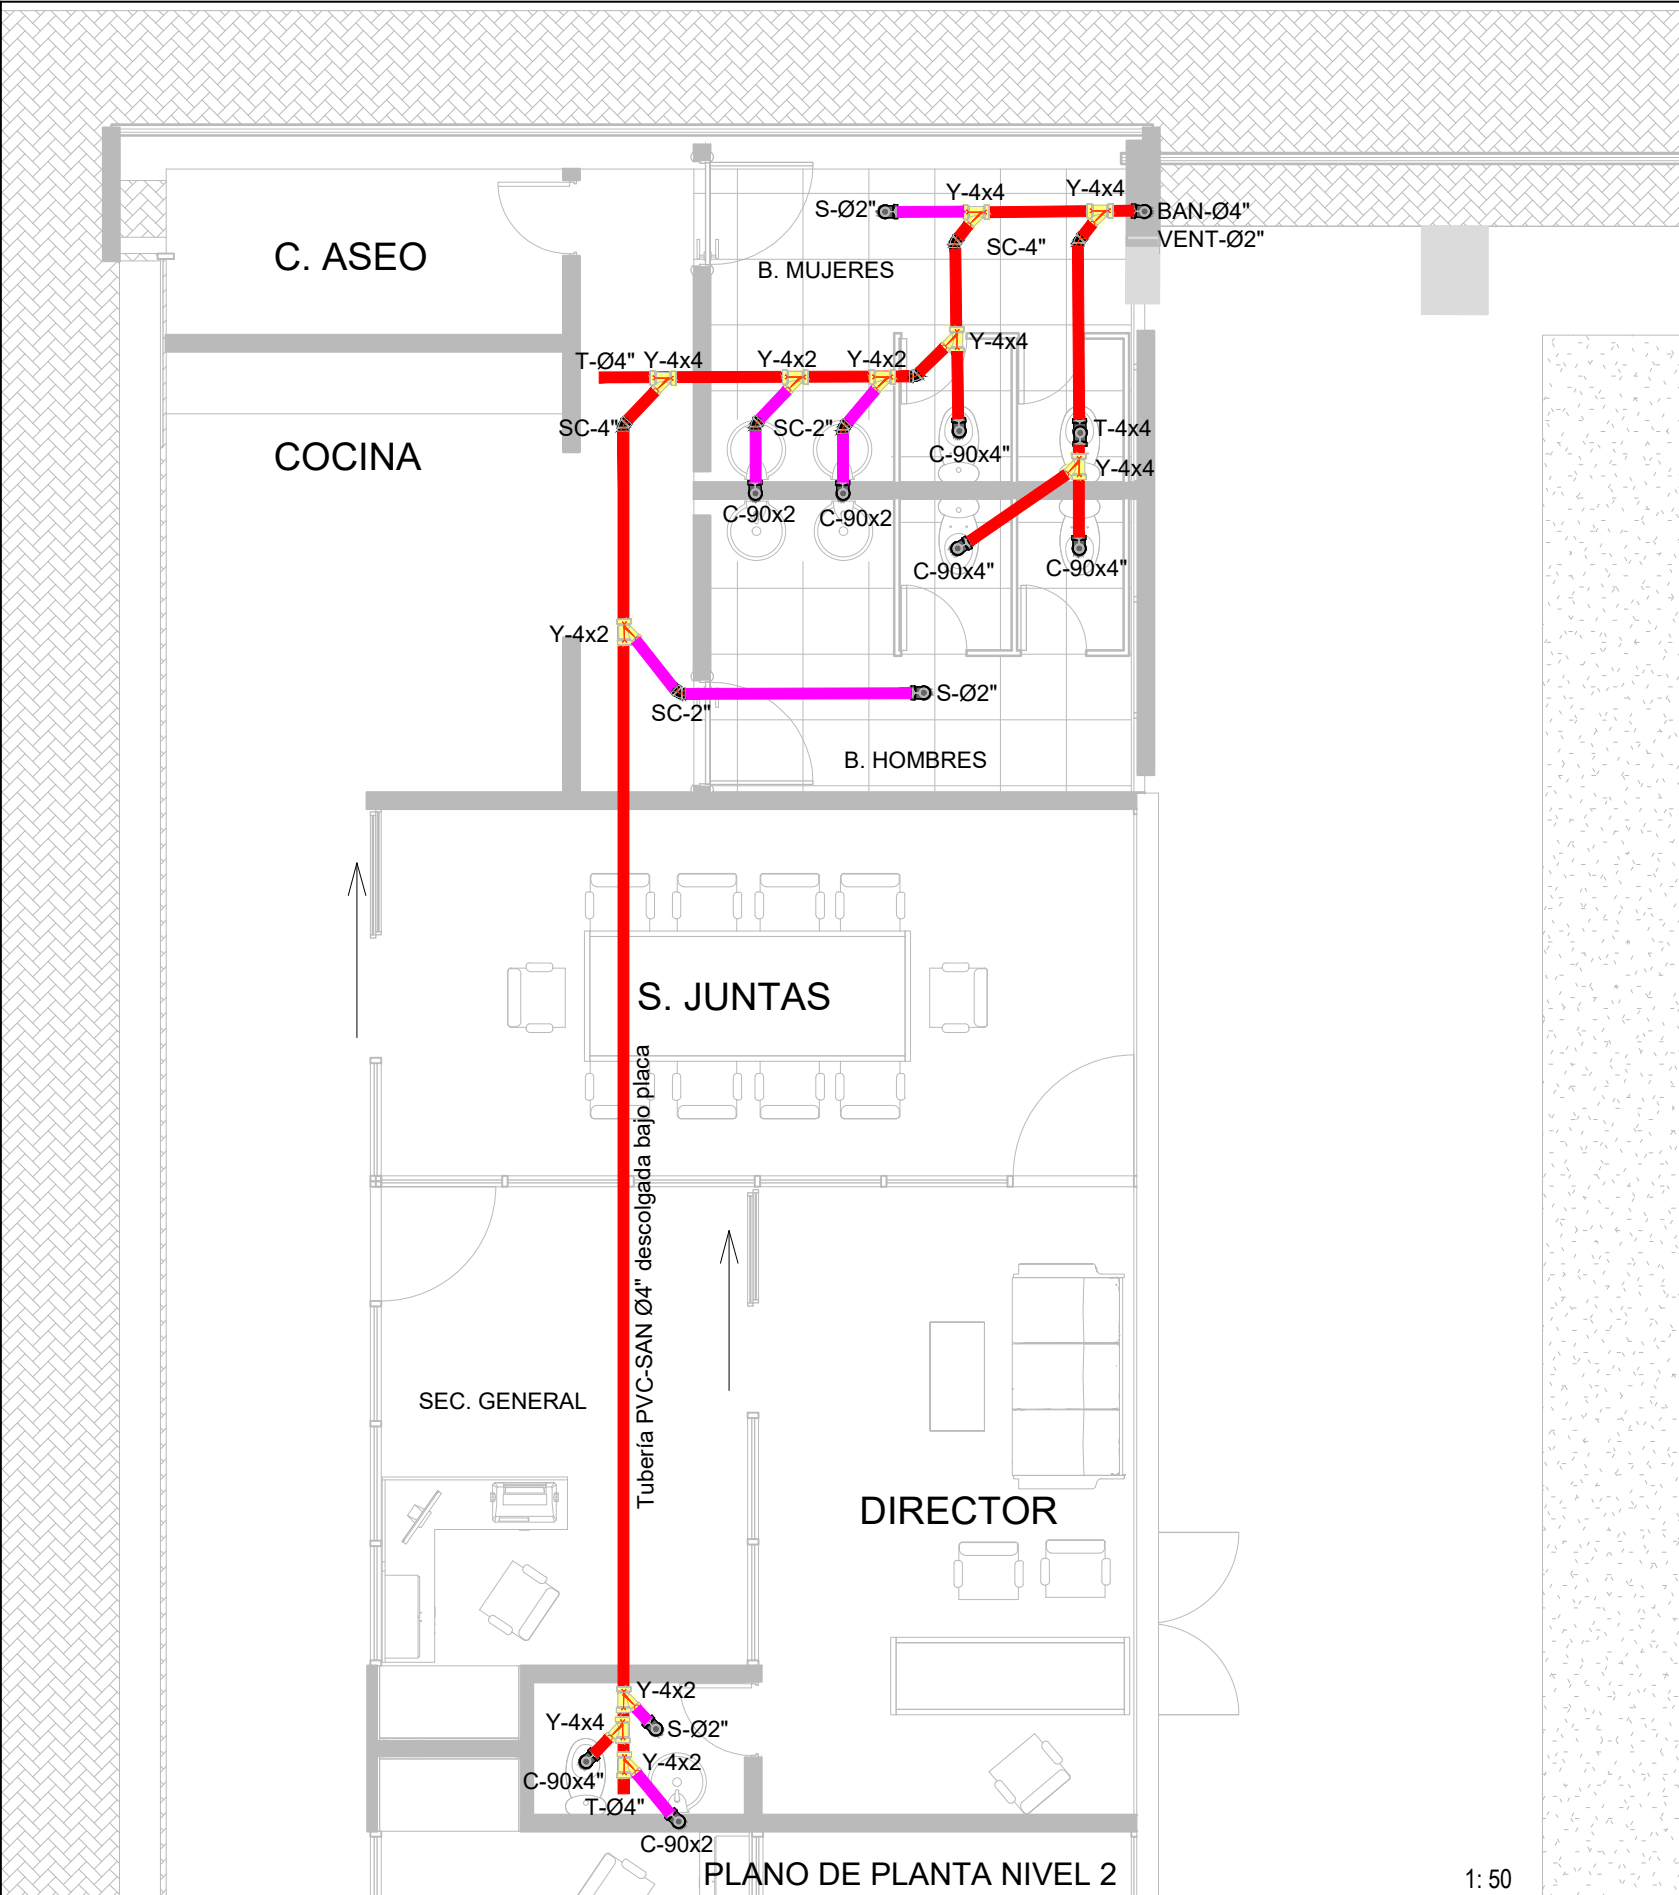 Y-4x4
Y-4x4
S-Ø2"
BAN-Ø4"
VENT-Ø2"
SC-4"
C. ASEO
B. MUJERES
Y-4x4
T-Ø4"
Y-4x4
Y-4x2
Y-4x2
SC-4"
SC-2"
T-4x4
COCINA
C-90x4"
Y-4x4
C-90x2
C-90x2
C-90x4"
C-90x4"
Y-4x2
S-Ø2"
SC-2"
B. HOMBRES
S. JUNTAS
Tubería PVC-SAN Ø4" descolgada bajo placa
SEC. GENERAL
DIRECTOR
Y-4x2
Y-4x4
S-Ø2"
Y-4x2
C-90x4"
T-Ø4"
C-90x2
PLANO DE PLANTA NIVEL 2
1: 50